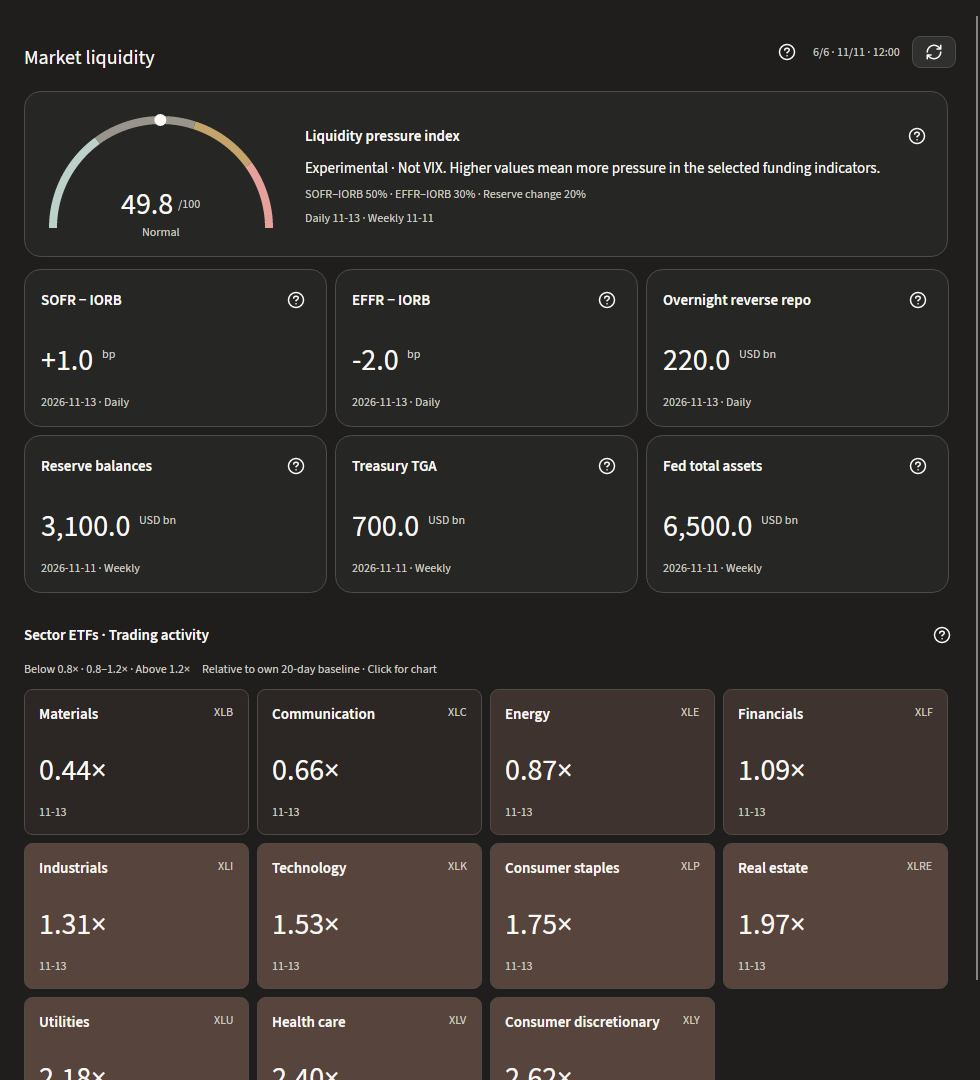 Market liquidity
6/6 · 11/11 · 12:00
Liquidity pressure index
Experimental · Not VIX. Higher values mean more pressure in the selected funding indicators.
SOFR–IORB 50% · EFFR–IORB 30% · Reserve change 20%
Daily 11-13 · Weekly 11-11
49.8 /100
Normal
SOFR − IORB
+1.0 bp
2026-11-13 · Daily
EFFR − IORB
-2.0 bp
2026-11-13 · Daily
Overnight reverse repo
220.0 USD bn
2026-11-13 · Daily
Reserve balances
3,100.0 USD bn
2026-11-11 · Weekly
Treasury TGA
700.0 USD bn
2026-11-11 · Weekly
Fed total assets
6,500.0 USD bn
2026-11-11 · Weekly
Sector ETFs · Trading activity
Below 0.8× · 0.8–1.2× · Above 1.2× Relative to own 20-day baseline · Click for chart
Materials XLB
0.44×
11-13
Communication XLC
0.66×
11-13
Energy XLE
0.87×
11-13
Financials XLF
1.09×
11-13
Industrials XLI
1.31×
11-13
Technology XLK
1.53×
11-13
Consumer staples XLP
1.75×
11-13
Real estate XLRE
1.97×
11-13
Utilities XLU
2.18×
Health care XLV
2.40×
Consumer discretionary XLY
2.62×